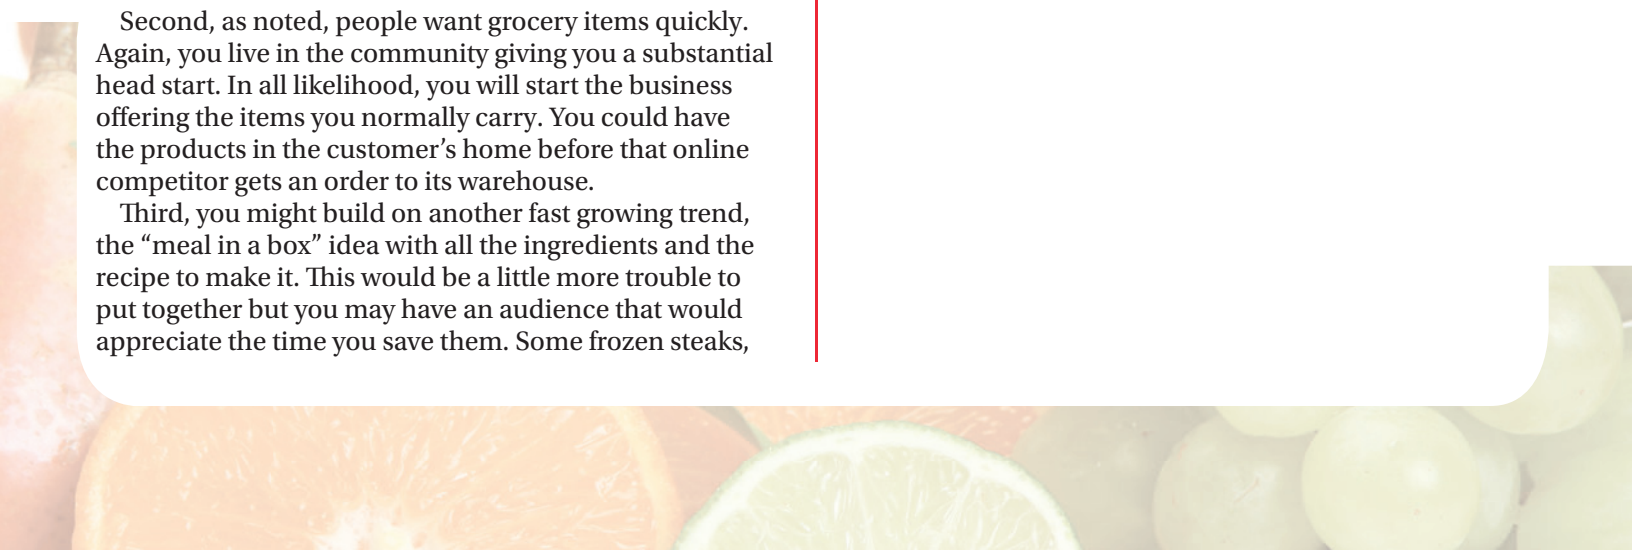 Second, as noted, people want grocery items quickly.
Again, you live in the community giving you a substantial
head start. In all likelihood, you will start the business
offering the items you normally carry. You could have
the products in the customer’s home before that online
competitor gets an order to its warehouse.
Third, you might build on another fast growing trend,
the “meal in a box” idea with all the ingredients and the
recipe to make it. This would be a little more trouble to
put together but you may have an audience that would
appreciate the time you save them. Some frozen steaks,